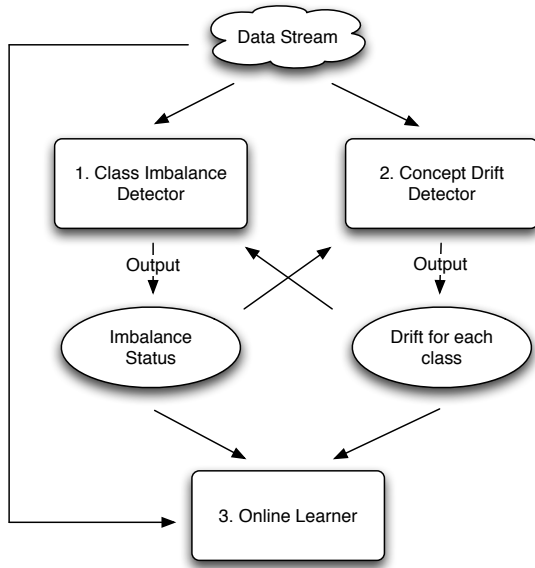 Data Stream
1. Class Imbalance
Detector
2. Concept Drift
Detector
Output
Output
Imbalance
Status
Drift for each
class
3. Online Learner